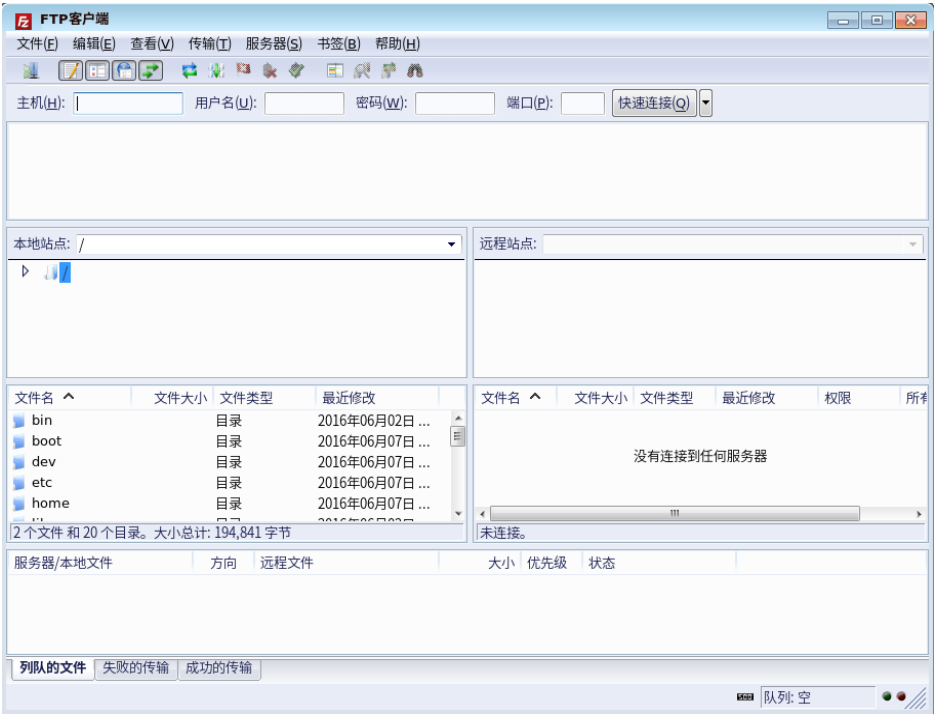 FTP客户端
文件(F) 编辑(E) 查看(V) 传输(T) 服务器(S) 书签(B) 帮助(H)
主机(H): 用户名(U): 密码(W): 端口(P): 快速连接(Q)
本地站点: / 远程站点:
/
文件名 文件大小 文件类型 最近修改 文件名 文件大小 文件类型 最近修改 权限 所有
bin 目录 2016年06月02日 ...
boot 目录 2016年06月07日 ...
dev 目录 2016年06月07日 ...
没有连接到任何服务器
etc 目录 2016年06月07日 ...
home 目录 2016年06月07日 ...
2 个文件 和 20 个目录。大小总计: 194,841 字节 未连接。
服务器/本地文件 方向 远程文件 大小 优先级 状态
列队的文件 失败的传输 成功的传输
队列: 空